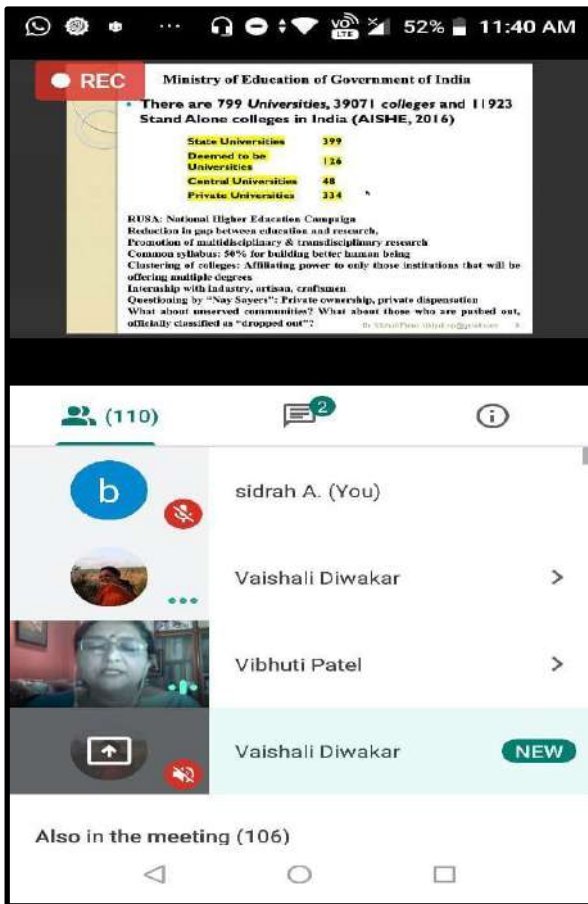 VO)) LTE 52% 11:40 AM
REC
Ministry of Education of Government of India
• There are 799 Universities, 39071 colleges and 11923
Stand Alone colleges in India (AISHE, 2016)
State Universities 399
Deemed to be
Universities 126
Central Universities 48
Private Universities 334
RUSA: National Higher Education Campaign
Reduction in gap between education and research,
Promotion of multidisciplinary & transdisciplinary research
Common syllabus: 50% for building better human being
Clustering of colleges: Affiliating power to only those institutions that will be
offering multiple degrees
Internship with industry, artisan, craftsmen
Questioning by "Nay Sayers": Private ownership, private dispensation
What about unserved communities? What about those who are pushed out,
officially classified as "dropped out"?
(110)
2
b
sidrah A. (You)
Vaishali Diwakar
Vibhuti Patel
Vaishali Diwakar NEW
Also in the meeting (106)